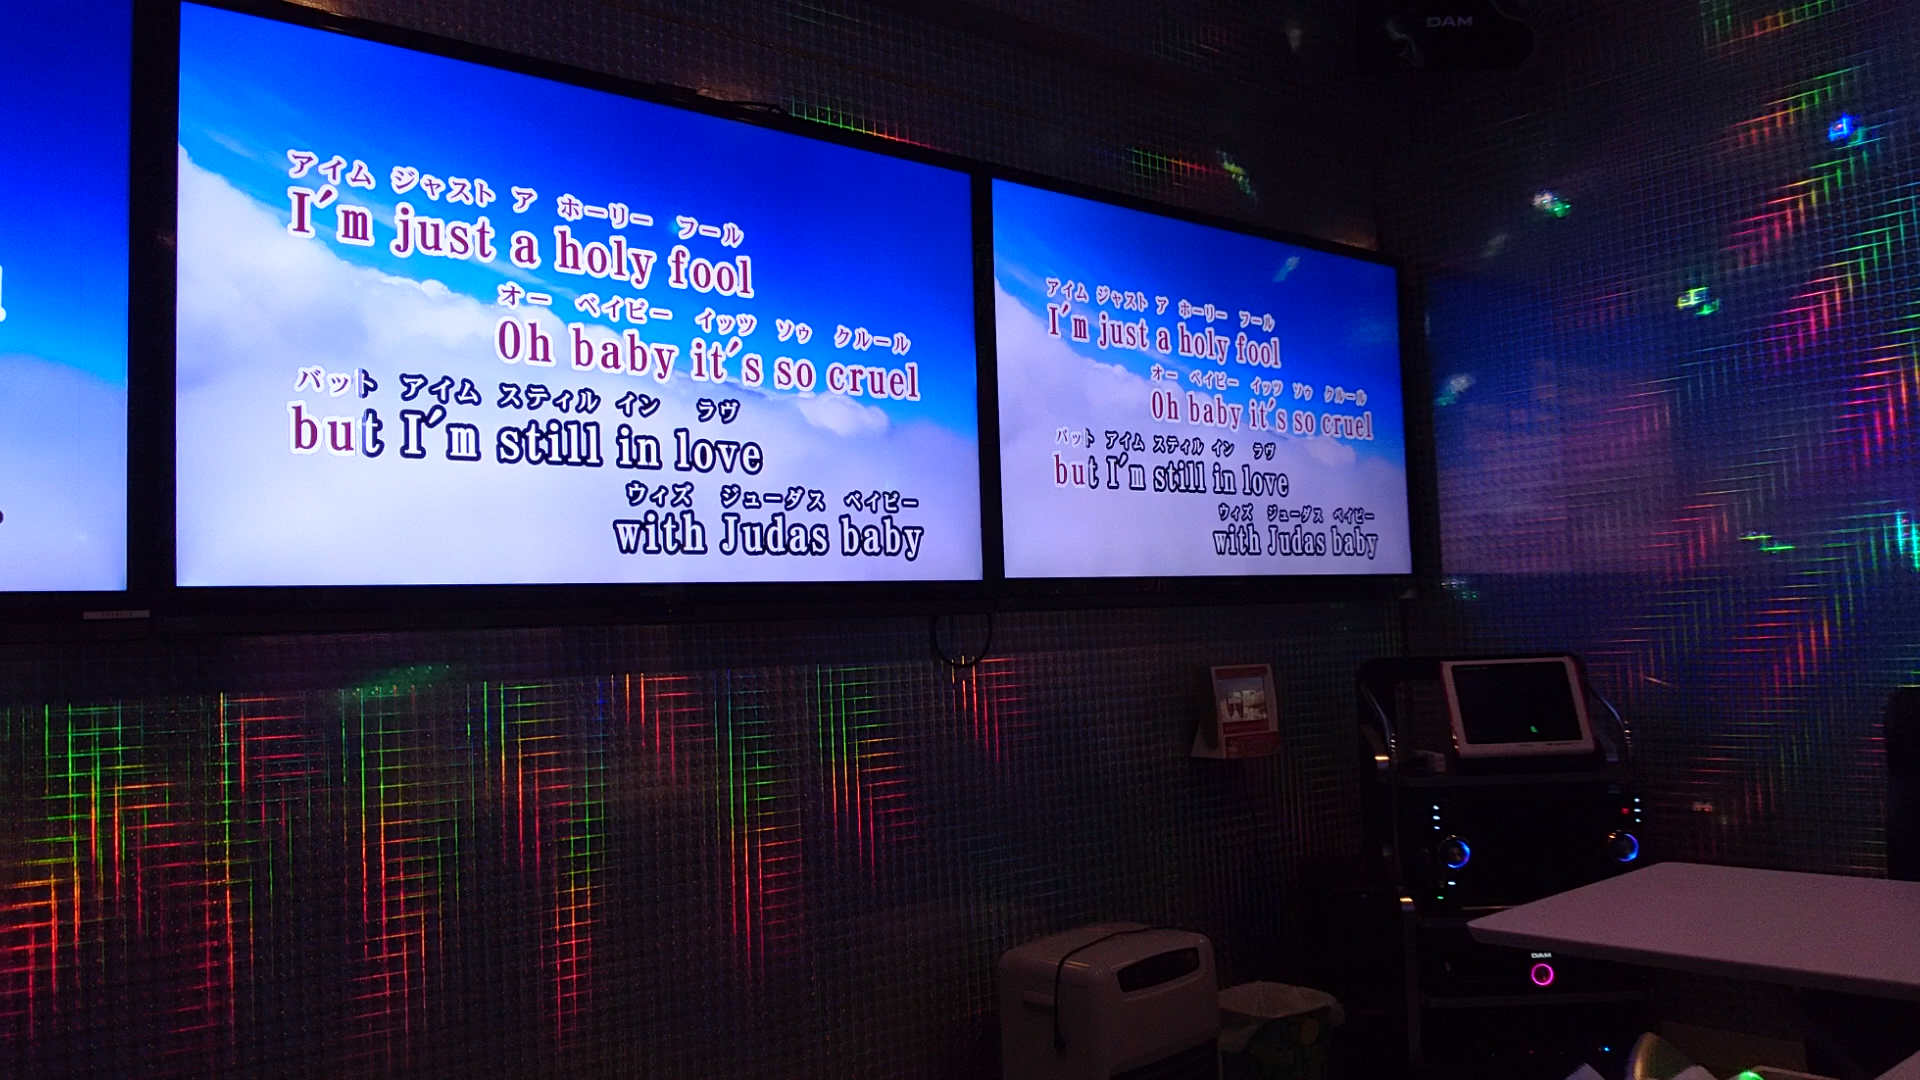 DAM
アイム ジャスト ア ホーリー フール
I'm just a holy fool
オー ベイビー イッツ ソゥ クルール
Oh baby it's so cruel
バット アイム スティル イン ラヴ
but I'm still in love
ウィズ ジューダス ベイビー
with Judas baby
アイム ジャスト ア ホーリー フール
I'm just a holy fool
オー ベイビー イッツ ソゥ クルール
Oh baby it's so cruel
バット アイム スティル イン ラヴ
but I'm still in love
ウィズ ジューダス ベイビー
with Judas baby
DAM